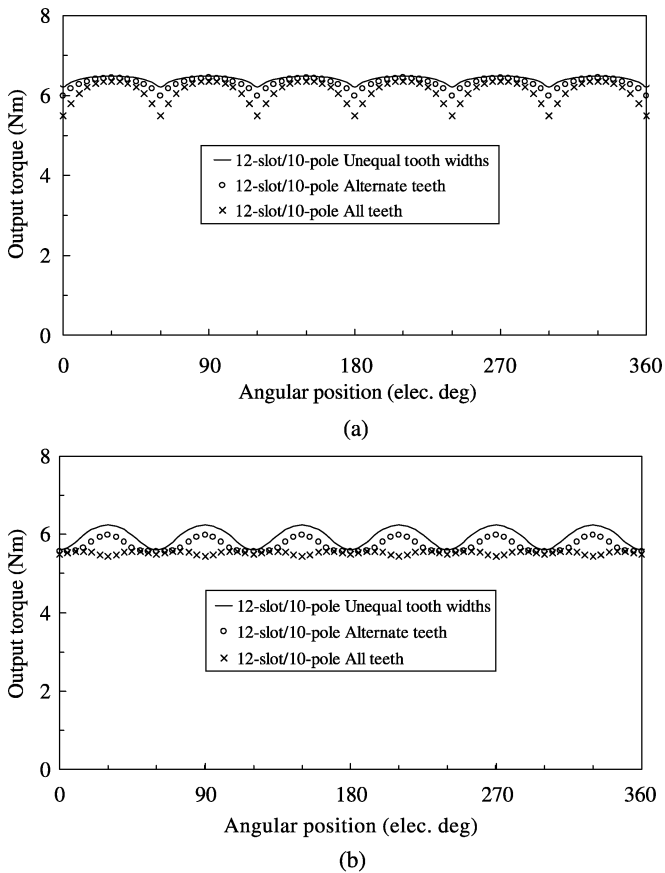 8
6
4
2
0
Output torque (Nm)
12-slot/10-pole Unequal tooth widths
12-slot/10-pole Alternate teeth
12-slot/10-pole All teeth
0 90 180 270 360
Angular position (elec. deg)
(a)
8
6
4
2
0
Output torque (Nm)
12-slot/10-pole Unequal tooth widths
12-slot/10-pole Alternate teeth
12-slot/10-pole All teeth
0 90 180 270 360
Angular position (elec. deg)
(b)